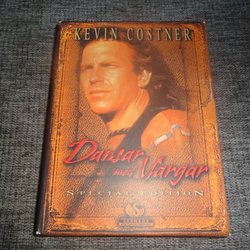 KEVIN COSTNER
Dansar
med Vargar
SPECIAL EDITION